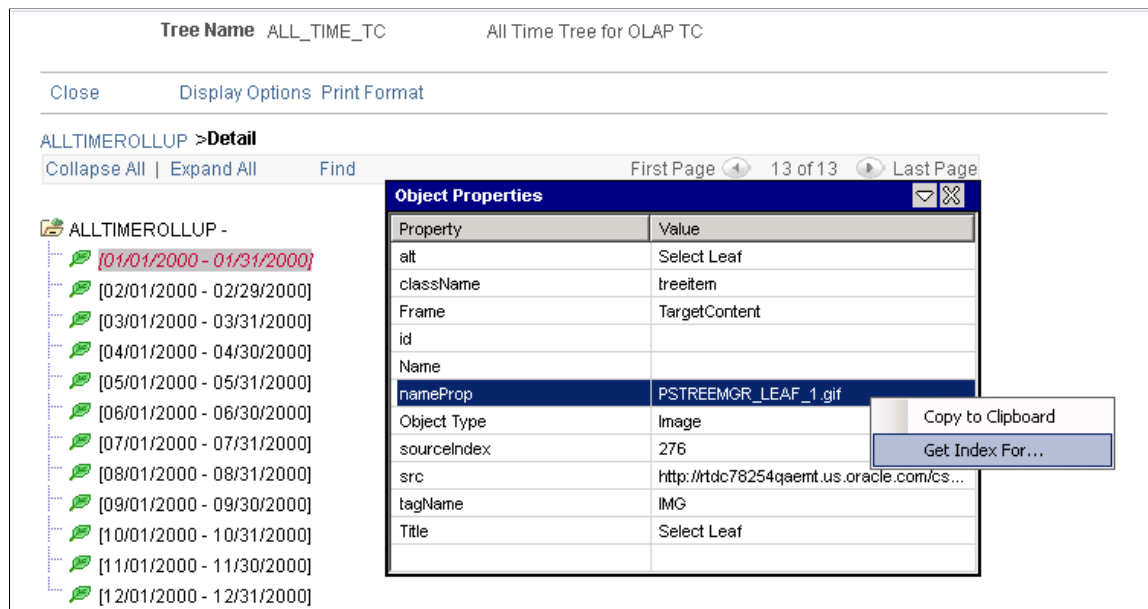 Tree Name ALL_TIME_TC All Time Tree for OLAP TC
Close Display Options Print Format
ALLTIMEROLLUP >Detail
Collapse All | Expand All Find First Page 13 of 13 Last Page
ALLTIMEROLLUP -
[01/01/2000 - 01/31/2000]
[02/01/2000 - 02/29/2000]
[03/01/2000 - 03/31/2000]
[04/01/2000 - 04/30/2000]
[05/01/2000 - 05/31/2000]
[06/01/2000 - 06/30/2000]
[07/01/2000 - 07/31/2000]
[08/01/2000 - 08/31/2000]
[09/01/2000 - 09/30/2000]
[10/01/2000 - 10/31/2000]
[11/01/2000 - 11/30/2000]
[12/01/2000 - 12/31/2000]
Object Properties
Property Value
alt Select Leaf
className treeitem
Frame TargetContent
id
Name
nameProp PSTREEMGR_LEAF_1.gif
Object Type Image
sourceIndex 276
src http://rtdc78254qaemt.us.oracle.com/cs...
tagName IMG
Title Select Leaf
Copy to Clipboard
Get Index For...